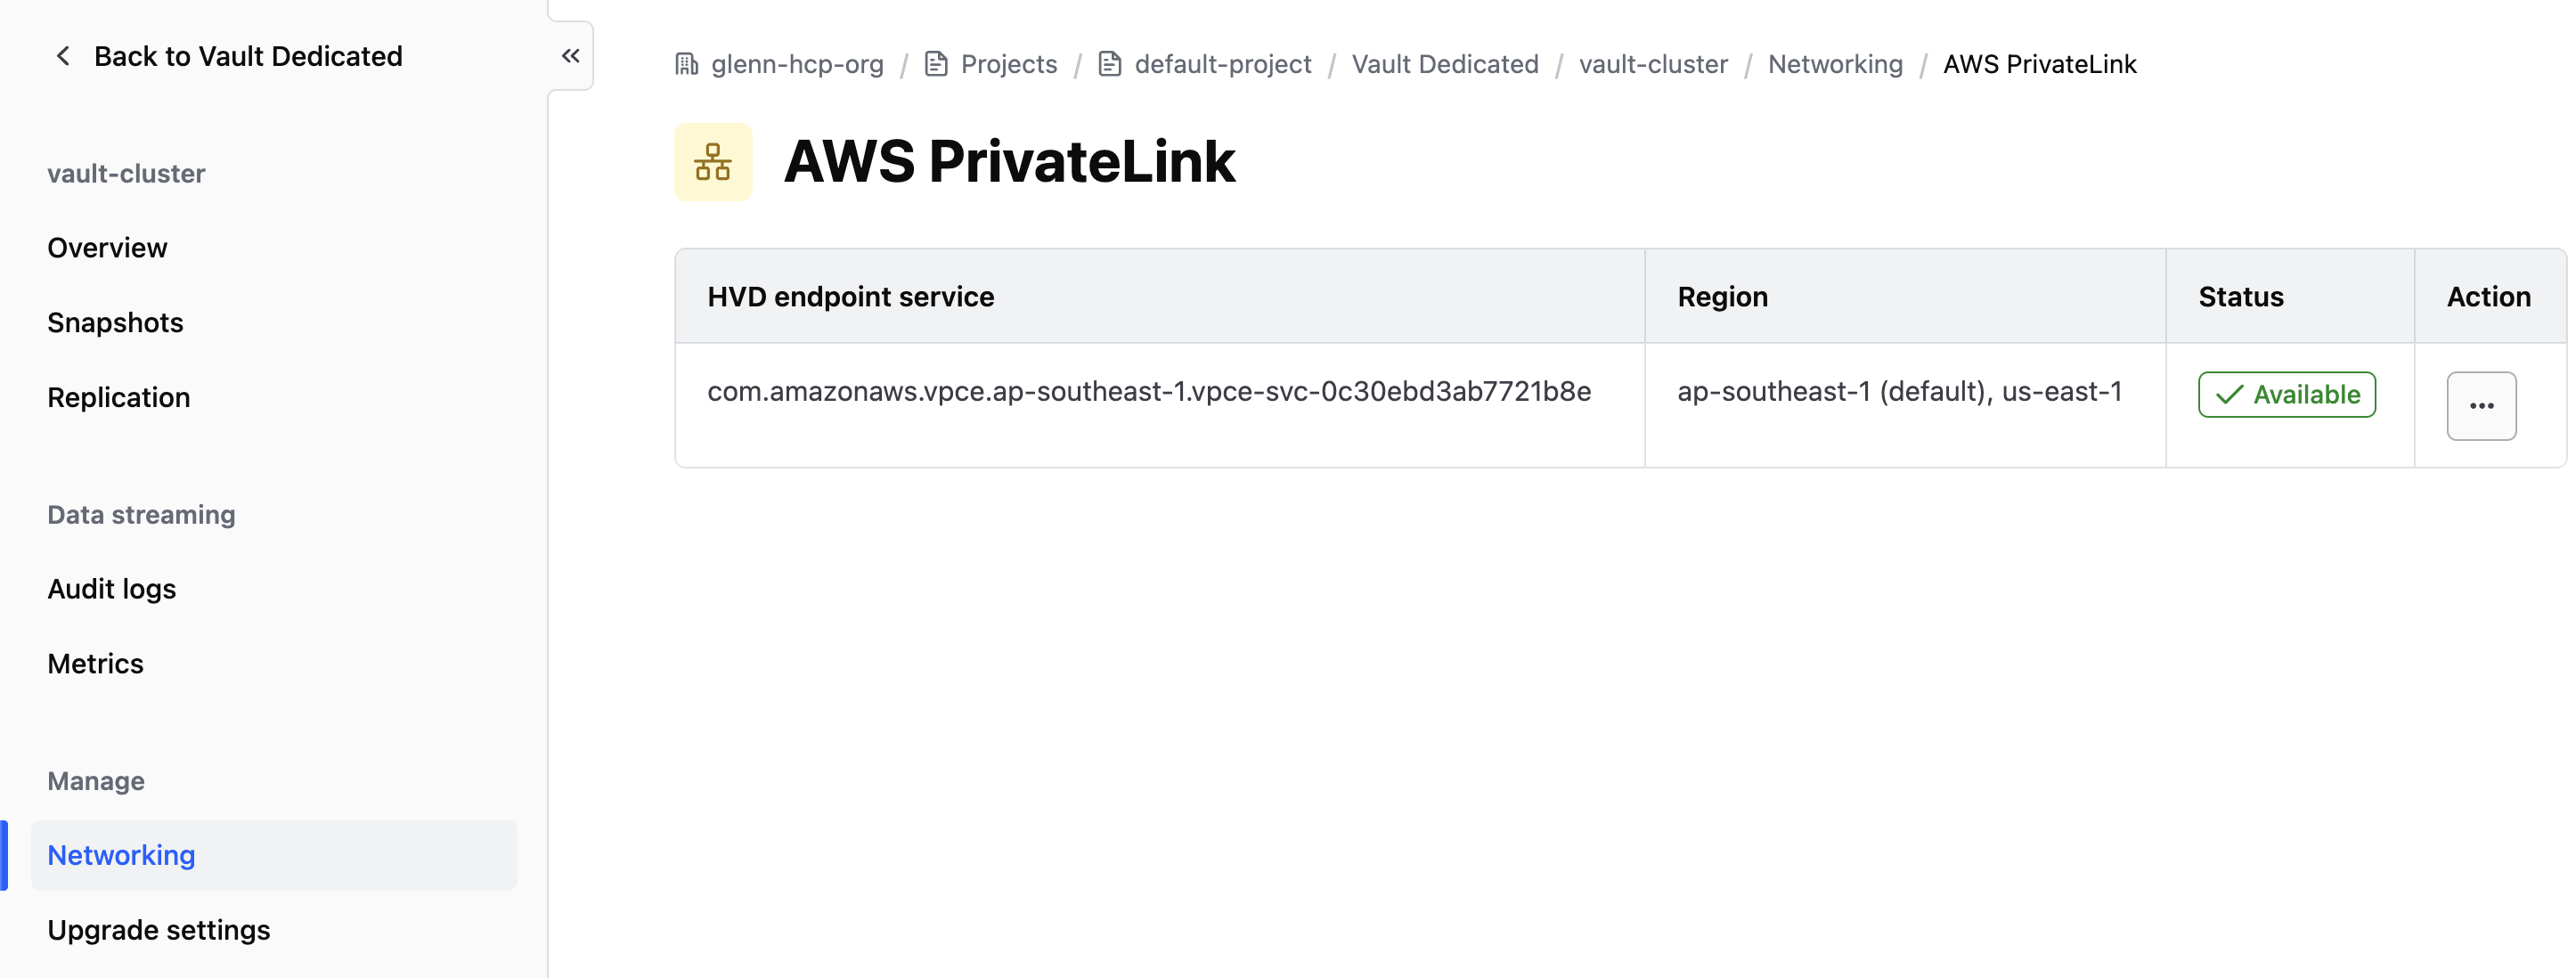 Back to Vault Dedicated
vault-cluster
Overview
Snapshots
Replication
Data streaming
Audit logs
Metrics
Manage
Networking
Upgrade settings
glenn-hcp-org / Projects / default-project / Vault Dedicated / vault-cluster / Networking / AWS PrivateLink
AWS PrivateLink
HVD endpoint service Region Status Action
com.amazonaws.vpce.ap-southeast-1.vpce-svc-0c30ebd3ab7721b8e ap-southeast-1 (default), us-east-1 Available